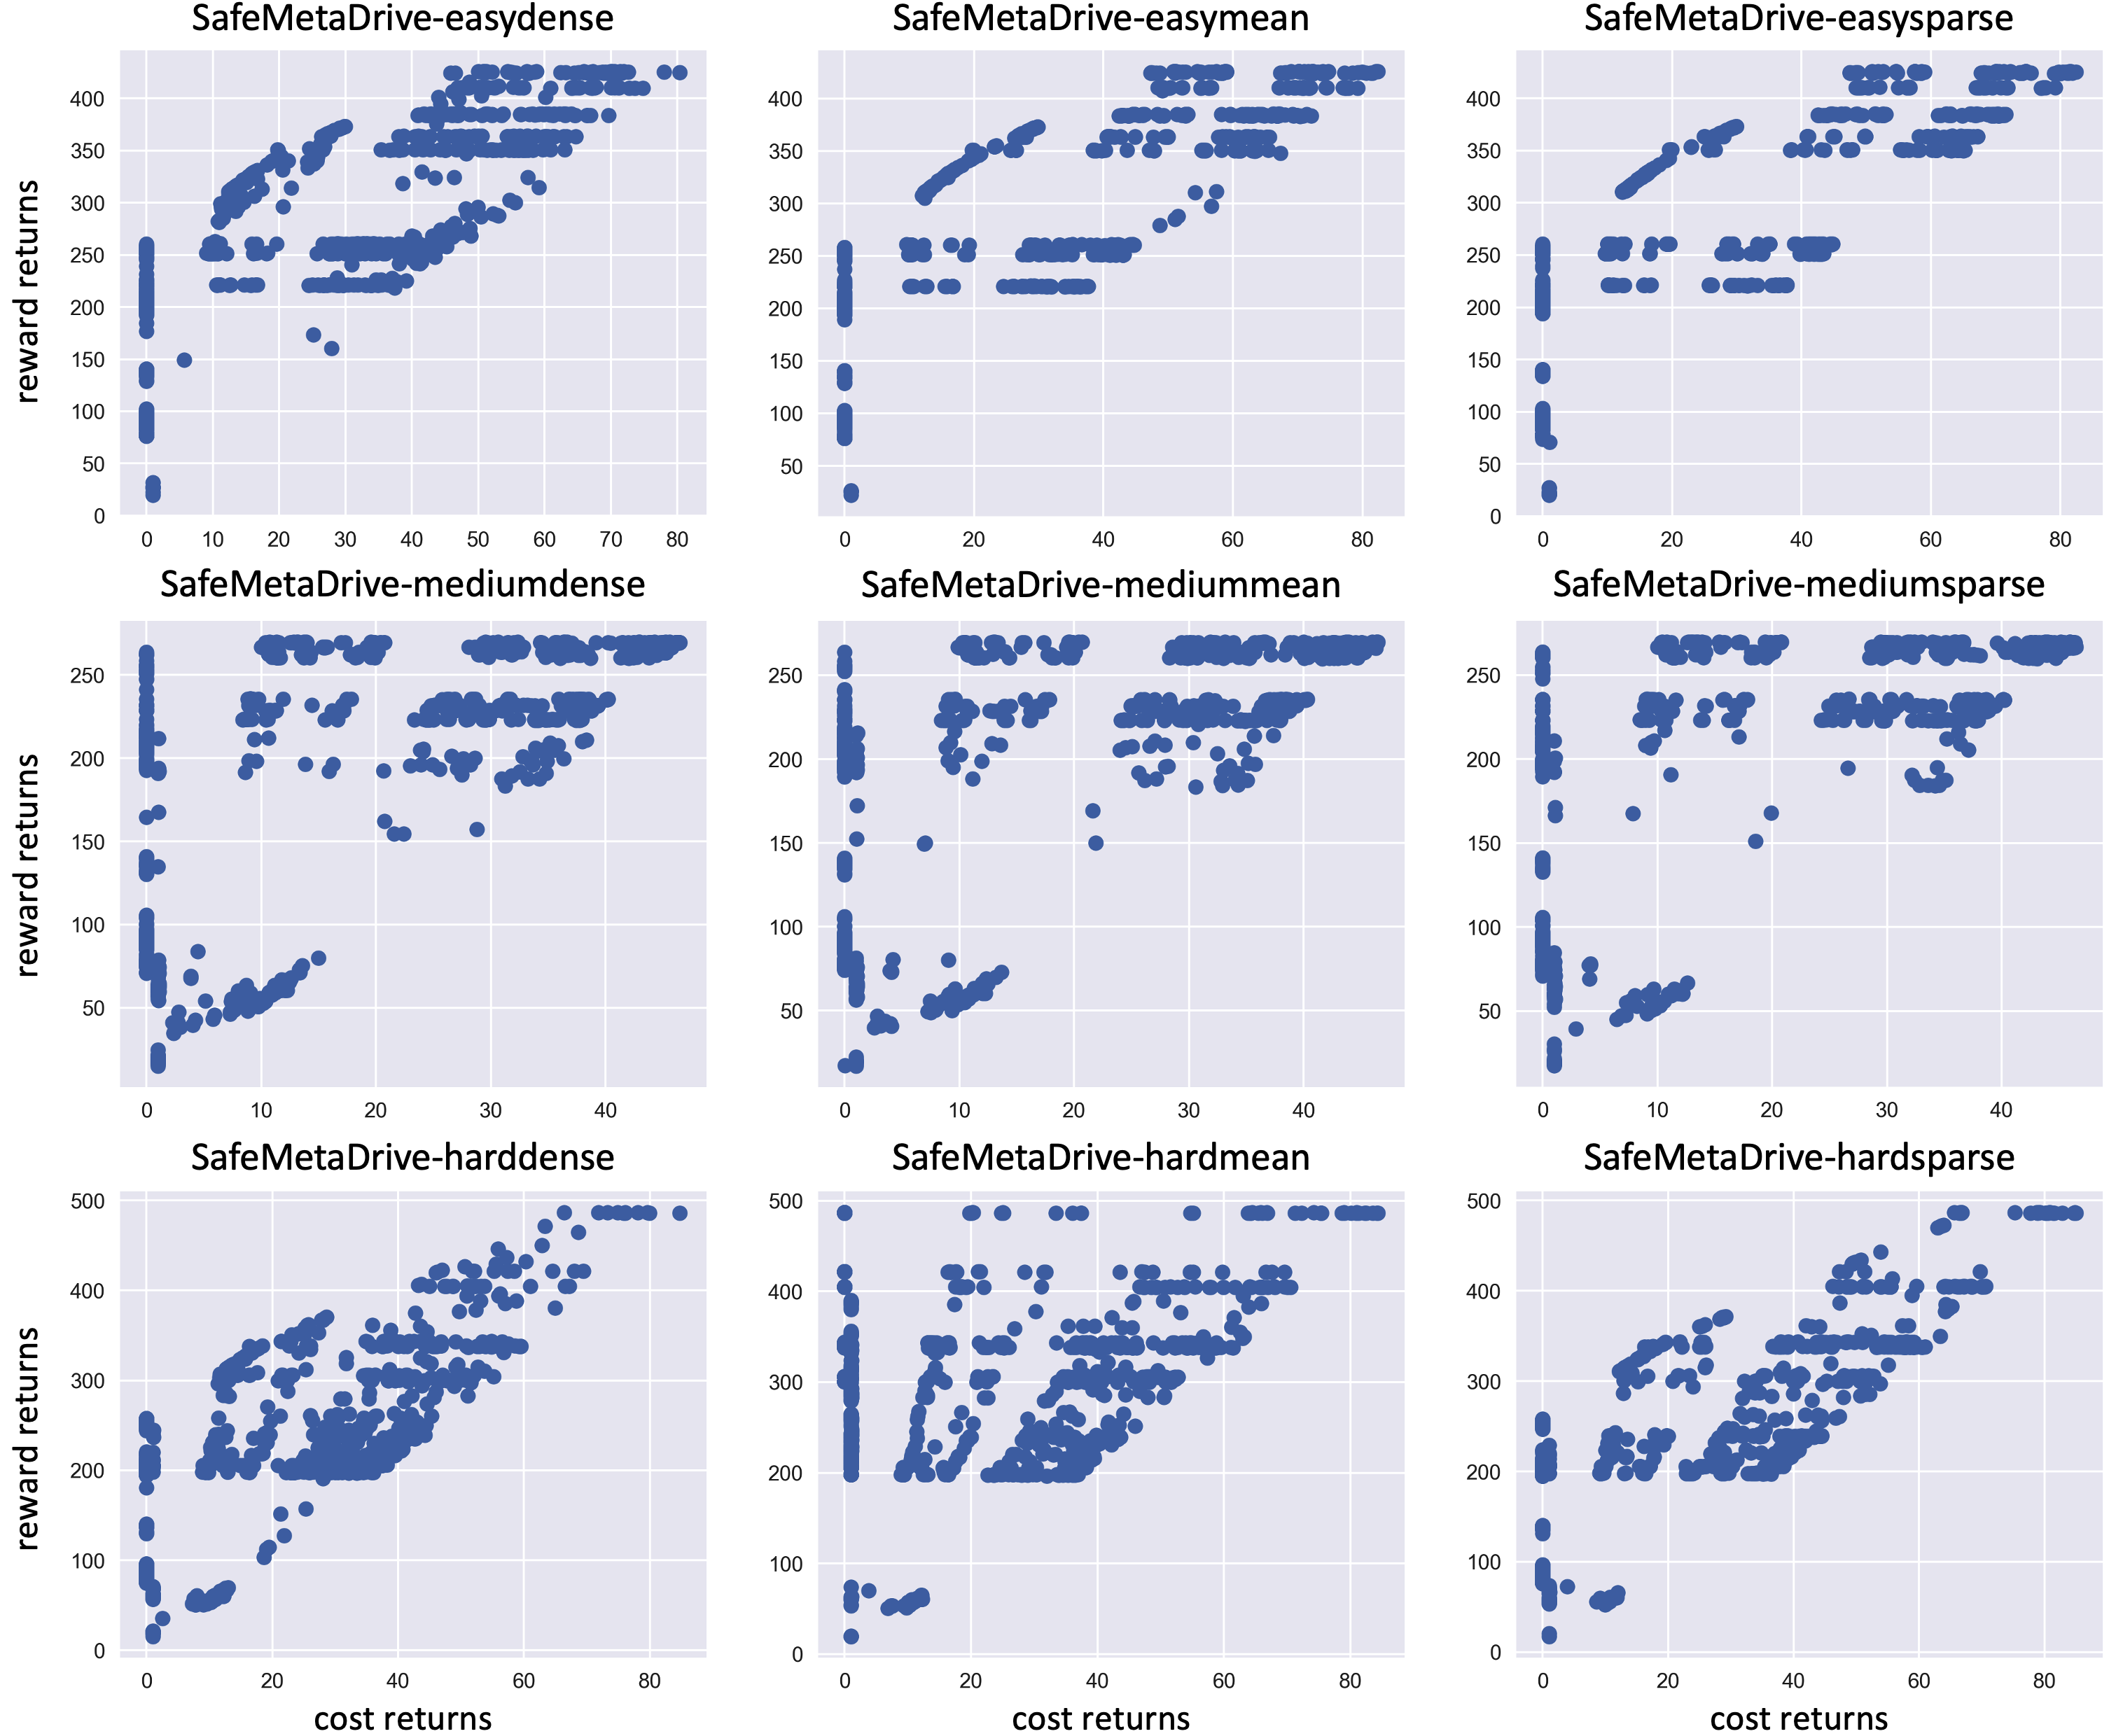 SafeMetaDrive-easydense
SafeMetaDrive-easymean
SafeMetaDrive-easysparse
reward returns
400
350
300
250
200
150
100
50
0
0 10 20 30 40 50 60 70 80
400
350
300
250
200
150
100
50
0
0 20 40 60 80
400
350
300
250
200
150
100
50
0
0 20 40 60 80
SafeMetaDrive-mediumdense
SafeMetaDrive-mediummean
SafeMetaDrive-mediumsparse
reward returns
250
200
150
100
50
0 10 20 30 40
250
200
150
100
50
0 10 20 30 40
250
200
150
100
50
0 10 20 30 40
SafeMetaDrive-harddense
SafeMetaDrive-hardmean
SafeMetaDrive-hardsparse
reward returns
500
400
300
200
100
0
0 20 40 60 80
cost returns
500
400
300
200
100
0
0 20 40 60 80
cost returns
500
400
300
200
100
0
0 20 40 60 80
cost returns